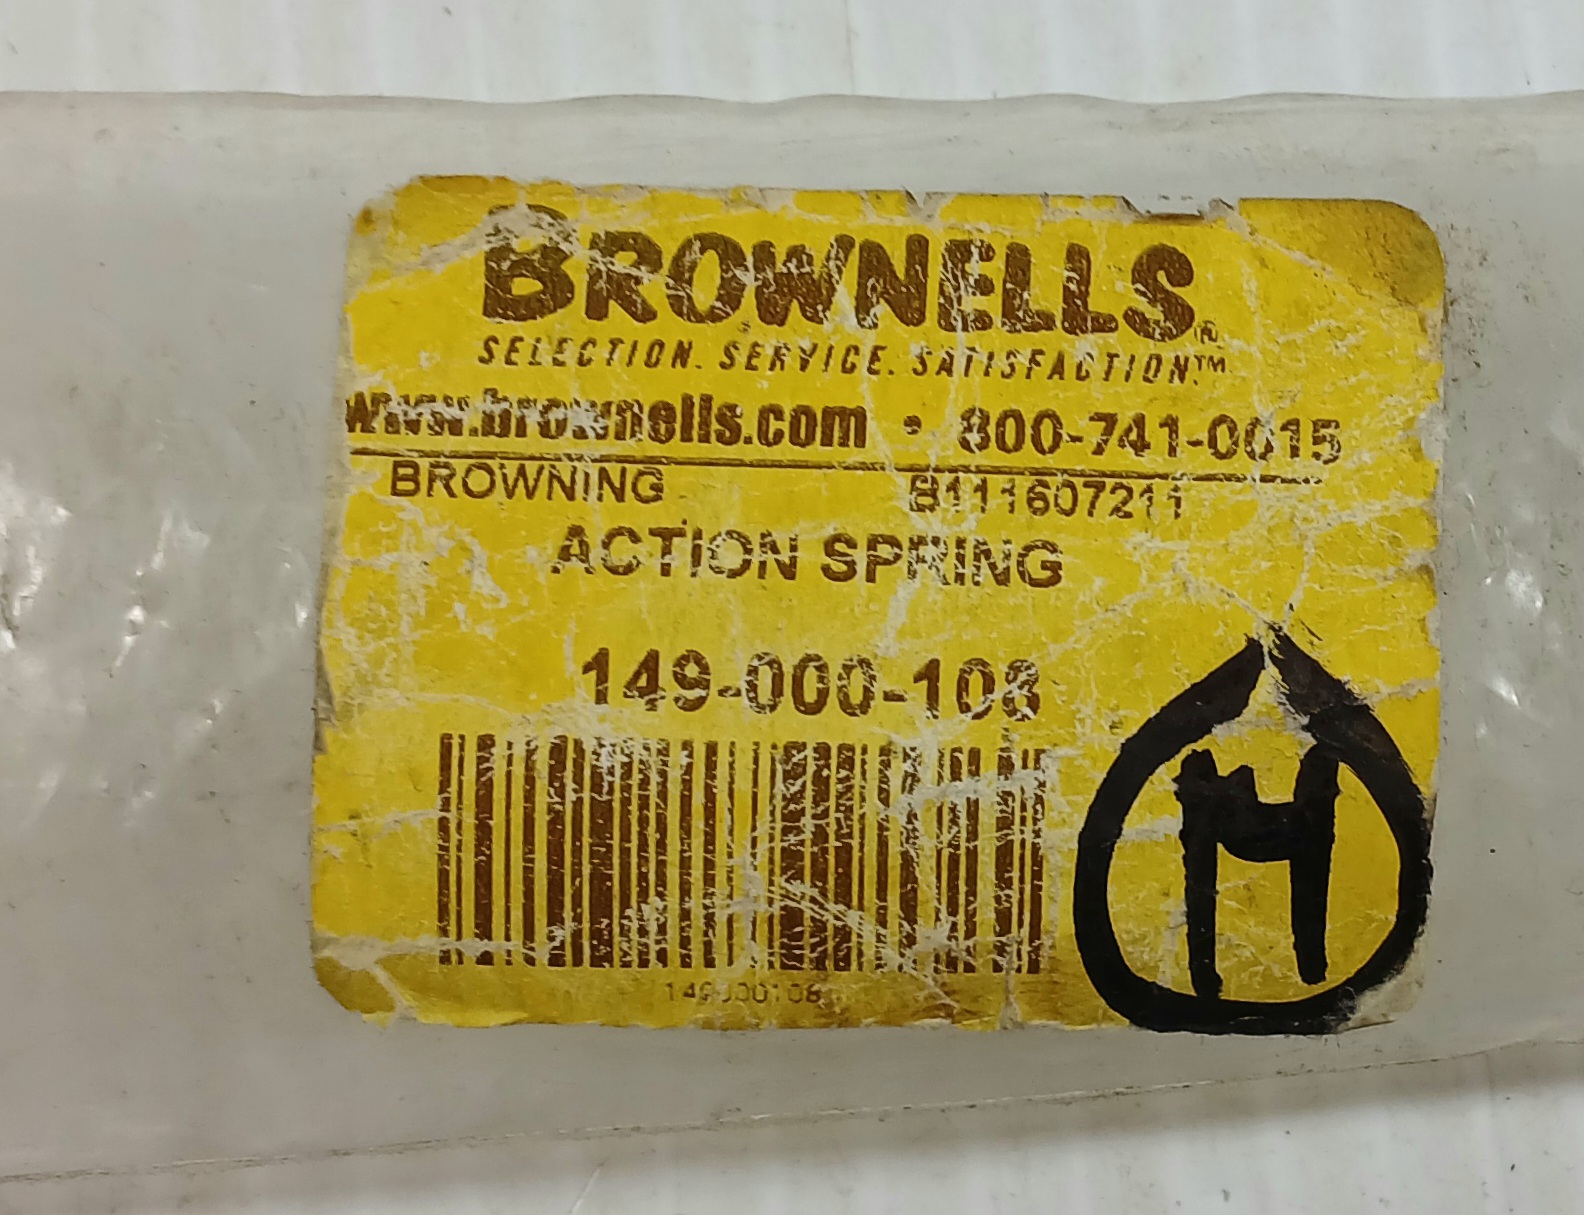 BROWNELLS®
SELECTION. SERVICE. SATISFACTION.™
www.brownells.com • 800-741-0015
BROWNING B111607211
ACTION SPRING
149-000-108
149000108
H